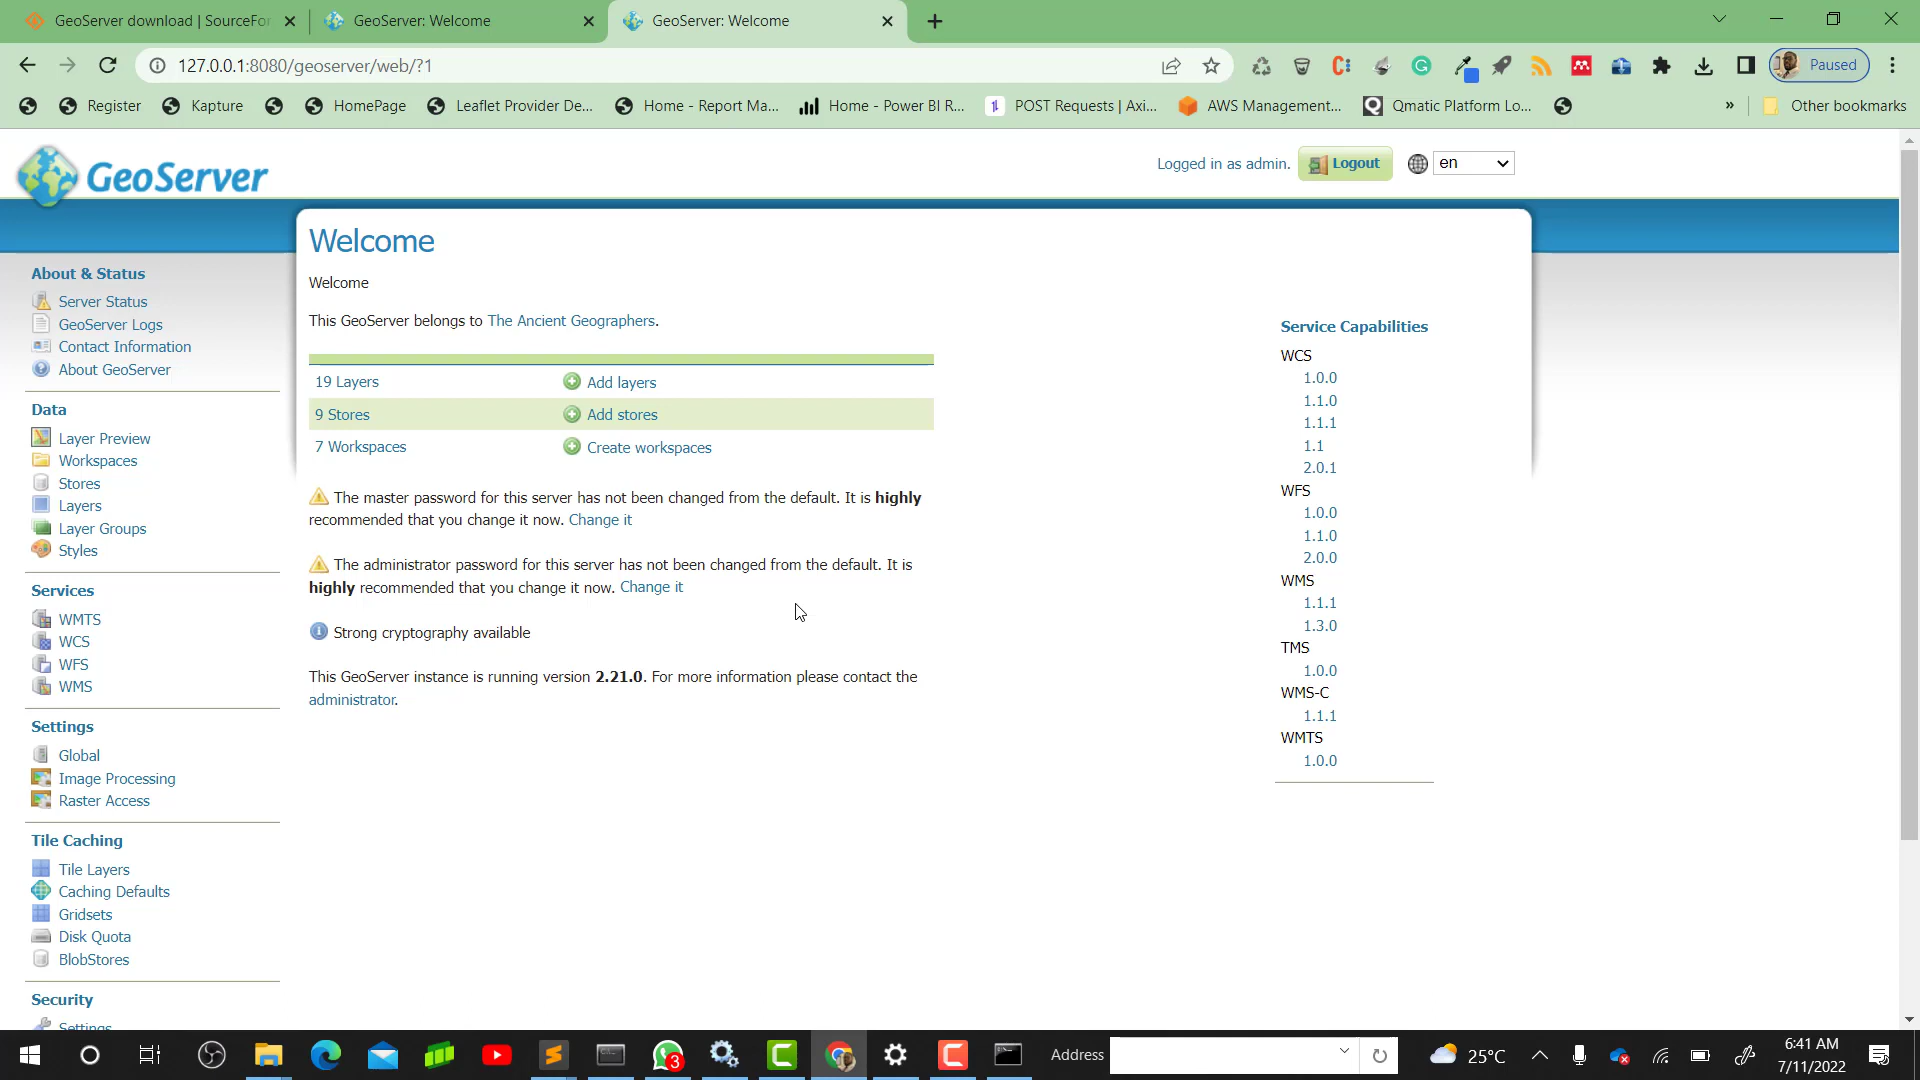 GeoServer download | SourceFor
GeoServer: Welcome
GeoServer: Welcome
127.0.0.1:8080/geoserver/web/?1
Paused
Register
Kapture
HomePage
Leaflet Provider De...
Home - Report Ma...
Home - Power BI R...
POST Requests | Axi...
AWS Management...
Qmatic Platform Lo...
»
Other bookmarks
GeoServer
Logged in as admin.
Logout
en
Welcome
Welcome
This GeoServer belongs to The Ancient Geographers.
19 Layers
Add layers
9 Stores
Add stores
7 Workspaces
Create workspaces
The master password for this server has not been changed from the default. It is highly
recommended that you change it now. Change it
The administrator password for this server has not been changed from the default. It is
highly recommended that you change it now. Change it
Strong cryptography available
This GeoServer instance is running version 2.21.0. For more information please contact the
administrator.
About & Status
Server Status
GeoServer Logs
Contact Information
About GeoServer
Data
Layer Preview
Workspaces
Stores
Layers
Layer Groups
Styles
Services
WMTS
WCS
WFS
WMS
Settings
Global
Image Processing
Raster Access
Tile Caching
Tile Layers
Caching Defaults
Gridsets
Disk Quota
BlobStores
Security
Settings
Service Capabilities
WCS
1.0.0
1.1.0
1.1.1
1.1
2.0.1
WFS
1.0.0
1.1.0
2.0.0
WMS
1.1.1
1.3.0
TMS
1.0.0
WMS-C
1.1.1
WMTS
1.0.0
3
Address
25°C
6:41 AM
7/11/2022